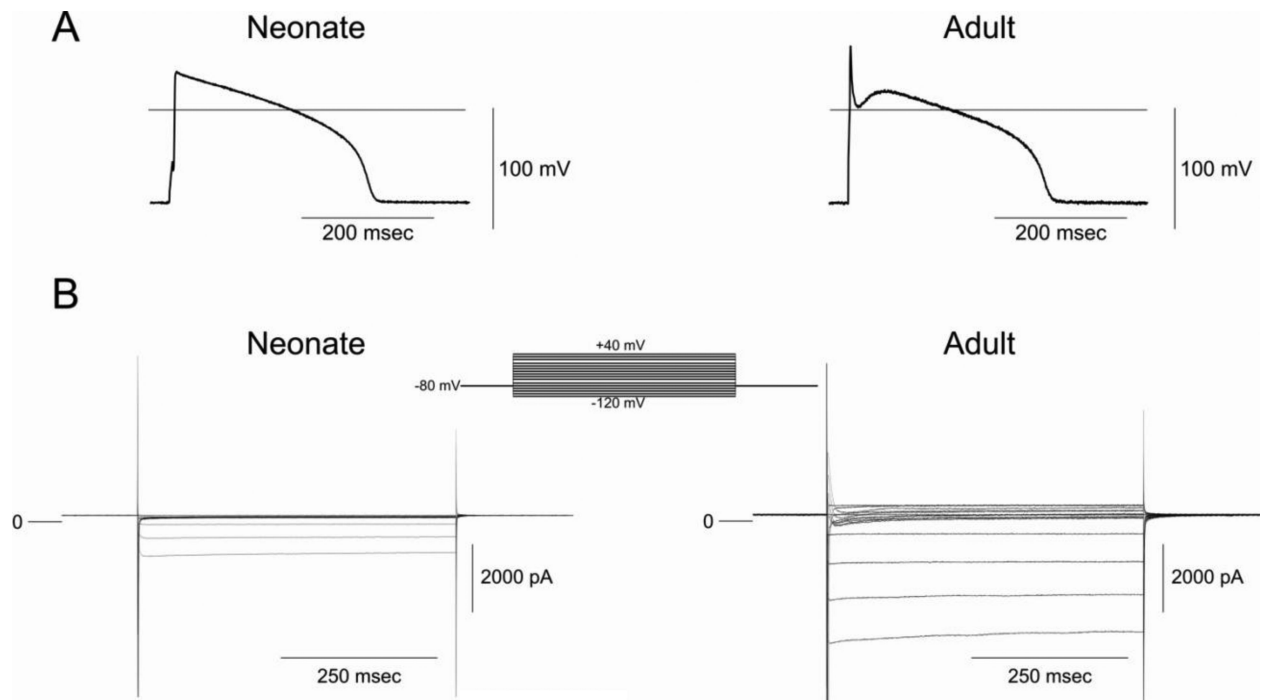 A
Neonate
Adult
100 mV
100 mV
200 msec
200 msec
B
Neonate
Adult
+40 mV
-80 mV
-120 mV
0
0
2000 pA
2000 pA
250 msec
250 msec